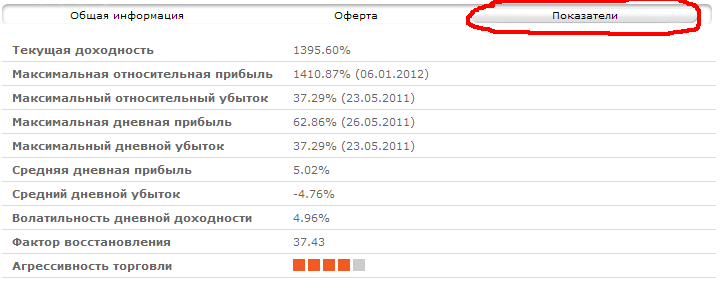 Общая информация Оферта Показатели
Текущая доходность 1395.60%
Максимальная относительная прибыль 1410.87% (06.01.2012)
Максимальный относительный убыток 37.29% (23.05.2011)
Максимальная дневная прибыль 62.86% (26.05.2011)
Максимальный дневной убыток 37.29% (23.05.2011)
Средняя дневная прибыль 5.02%
Средний дневной убыток -4.76%
Волатильность дневной доходности 4.96%
Фактор восстановления 37.43
Агрессивность торговли